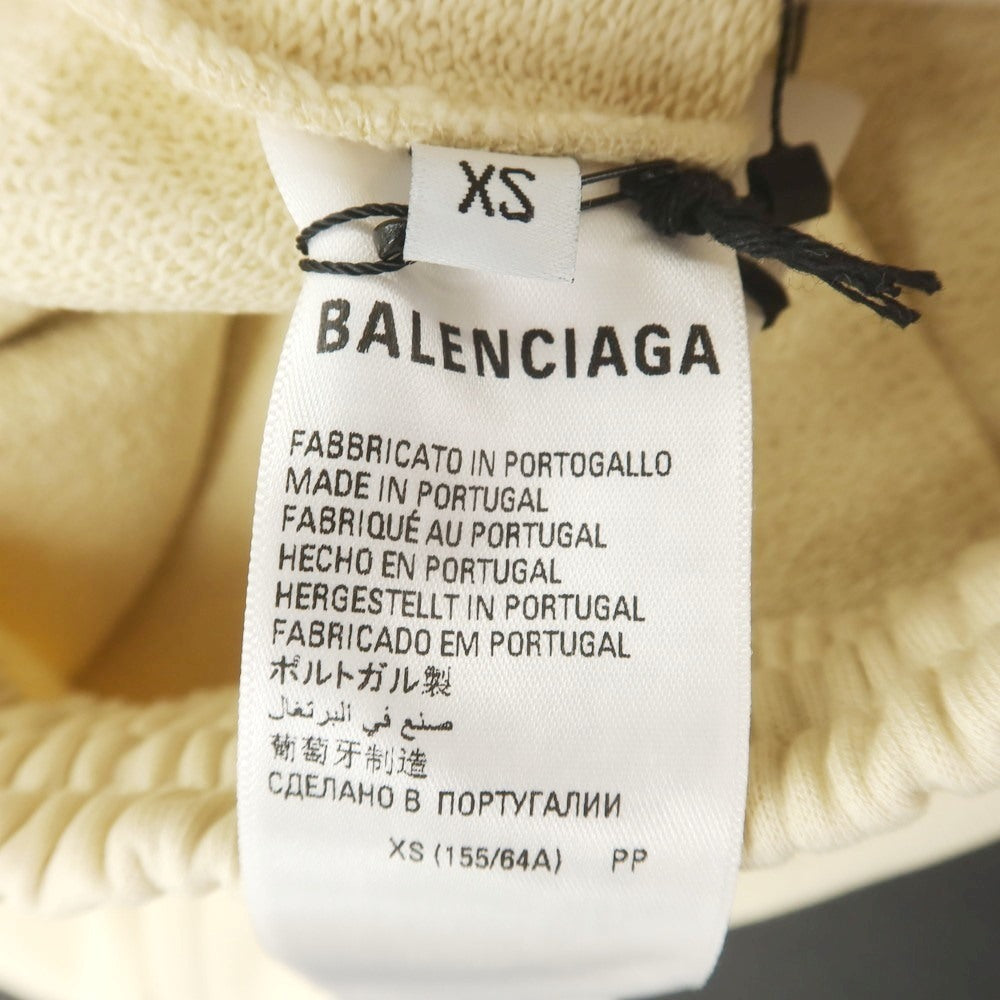 XS
BALENCIAGA
FABBRICATO IN PORTOGALLO
MADE IN PORTUGAL
FABRIQUÉ AU PORTUGAL
HECHO EN PORTUGAL
HERGESTELLT IN PORTUGAL
FABRICADO EM PORTUGAL
ポルトガル製
صنع في البرتغال
葡萄牙制造
СДЕЛАНО В ПОРТУГАЛИИ
XS (155/64A) PP